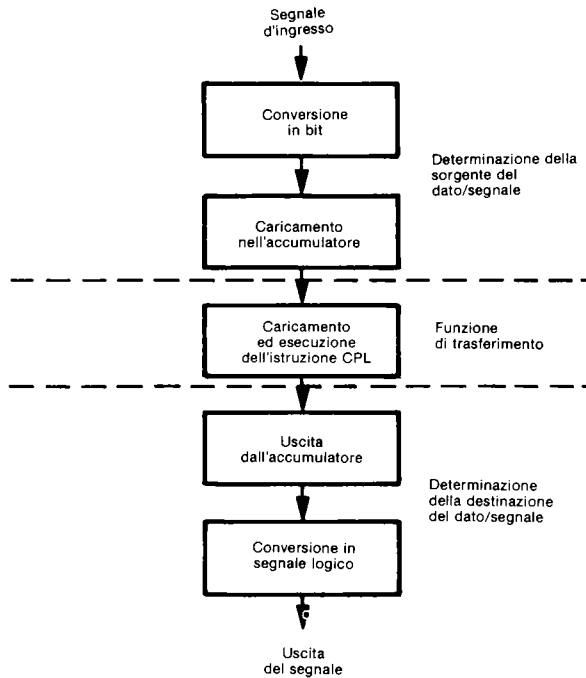 Segnale
d'ingresso
Conversione
in bit
Determinazione della
sorgente del
dato/segnale
Caricamento
nell'accumulatore
Caricamento
ed esecuzione
dell'istruzione CPL
Funzione
di trasferimento
Uscita
dall'accumulatore
Determinazione
della destinazione
del dato/segnale
Conversione in
segnale logico
Uscita
del segnale